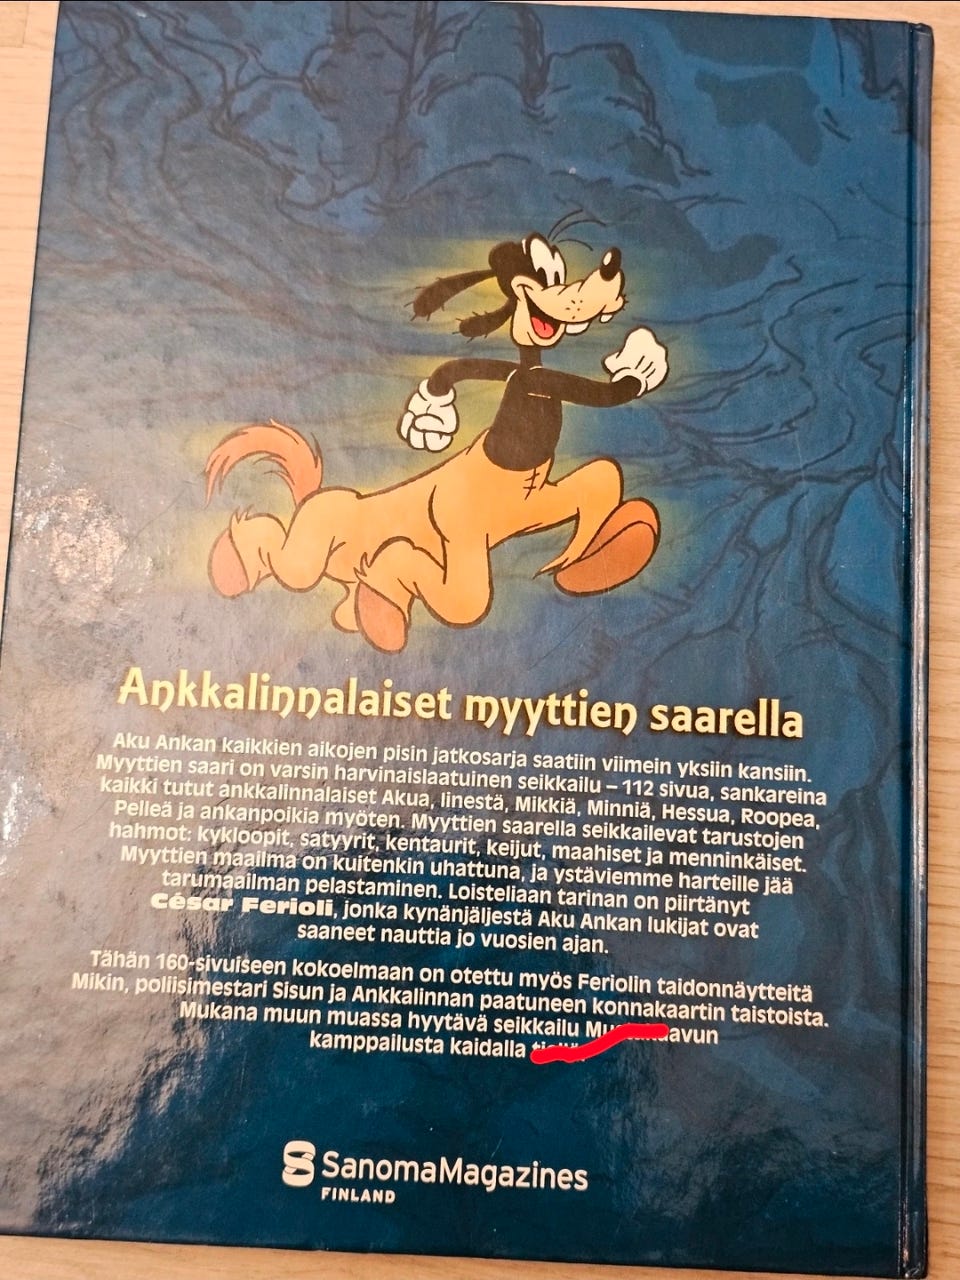 Ankkalinnalaiset myyttien saarella
Aku Ankan kaikkien aikojen pisin jatkosarja saatiin viimein yksiin kansiin.
Myyttien saari on varsin harvinaislaatuinen seikkailu – 112 sivua, sankareina
kaikki tutut ankkalinnalaiset Akua, Iinestä, Mikkiä, Minniä, Hessua, Roopea,
Pelleä ja ankanpoikia myöten. Myyttien saarella seikkailevat tarustojen
hahmot: kykloopit, satyyrit, kentaurit, keijut, maahiset ja menninkäiset.
Myyttien maailma on kuitenkin uhattuna, ja ystäviemme harteille jää
tarumaailman pelastaminen. Loisteliaan tarinan on piirtänyt
César Ferioli, jonka kynänjäljestä Aku Ankan lukijat ovat
saaneet nauttia jo vuosien ajan.
Tähän 160-sivuiseen kokoelmaan on otettu myös Feriolin taidonnäytteitä
Mikin, poliisimestari Sisun ja Ankkalinnan paatuneen konnakaartin taistoista.
Mukana muun muassa hyytävä seikkailu
kamppailusta kaidalla
SanomaMagazines
FINLAND